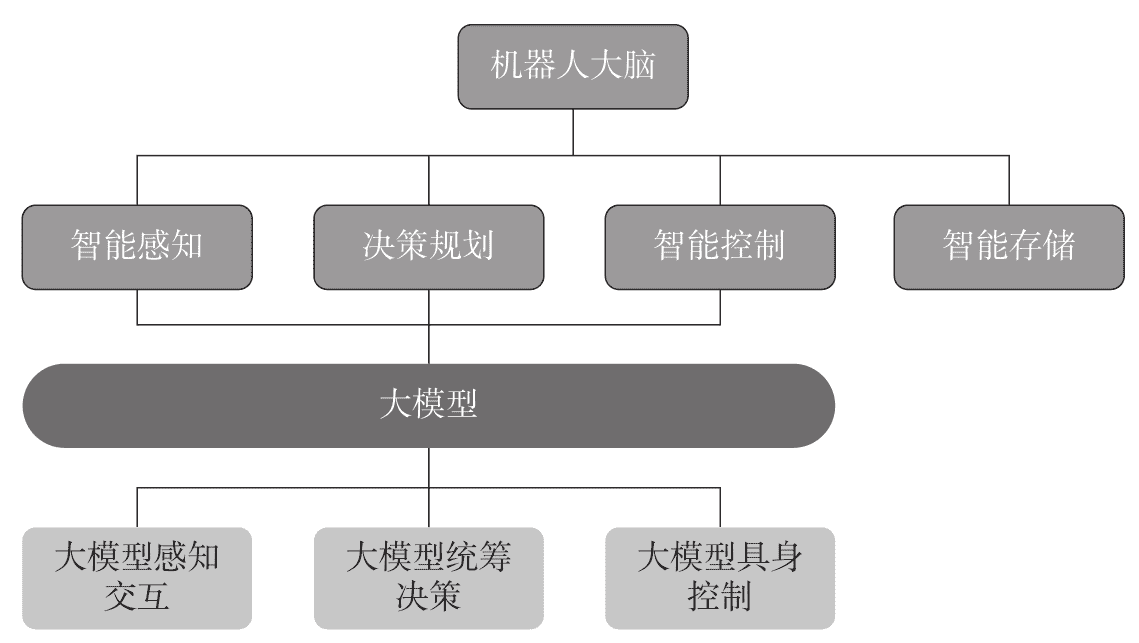 机器人大脑
智能感知
决策规划
智能控制
智能存储
大模型
大模型感知
交互
大模型统筹
决策
大模型具身
控制